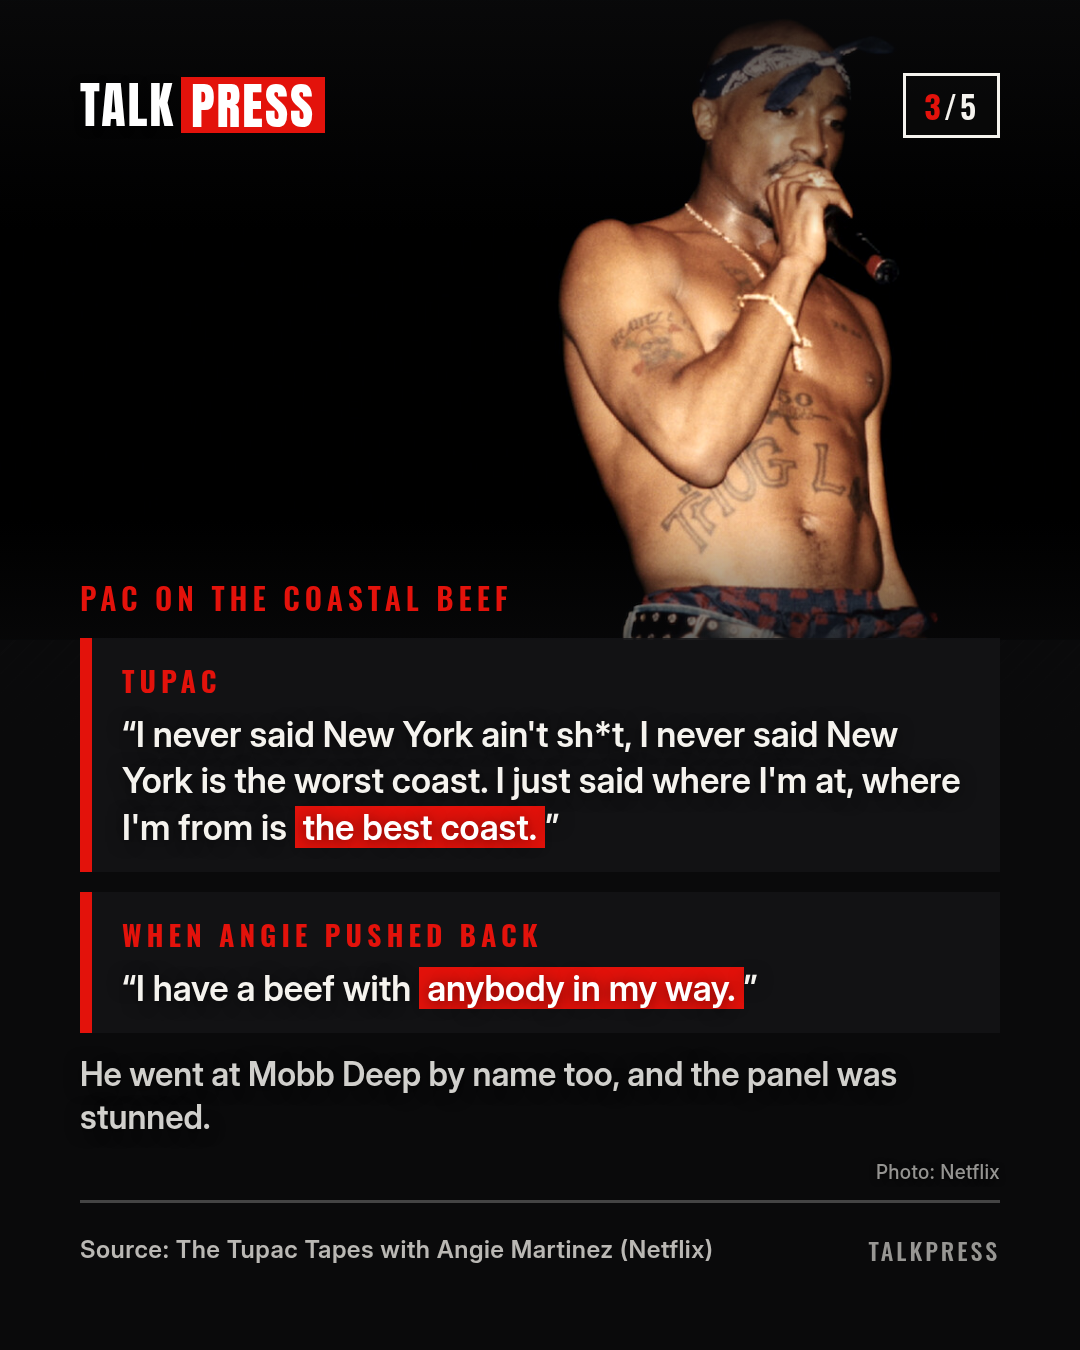 TALK PRESS
3/5
THUG L
50
PAC ON THE COASTAL BEEF
TUPAC
“I never said New York ain't sh*t, I never said New
York is the worst coast. I just said where I'm at, where
I'm from is the best coast.”
WHEN ANGIE PUSHED BACK
“I have a beef with anybody in my way.”
He went at Mobb Deep by name too, and the panel was
stunned.
Photo: Netflix
Source: The Tupac Tapes with Angie Martinez (Netflix)
TALKPRESS